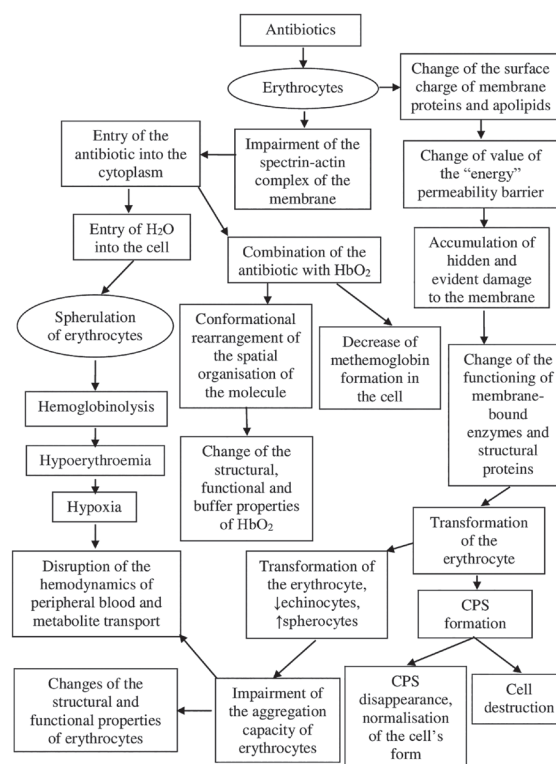 Antibiotics
Erythrocytes
Change of the surface
charge of membrane
proteins and apolipids
Entry of the
antibiotic into the
cytoplasm
Impairment of the
spectrin-actin
complex of the
membrane
Change of value of
the “energy”
permeability barrier
Entry of H₂O
into the cell
Combination of the
antibiotic with HbO₂
Accumulation of
hidden and
evident damage
to the membrane
Spherulation
of erythrocytes
Conformational
rearrangement of
the spatial
organisation of
the molecule
Decrease of
methemoglobin
formation in
the cell
Change of the
functioning of
membrane-
bound
enzymes and
structural
proteins
Hemoglobinolysis
Hypoerythroemia
Hypoxia
Change of the
structural,
functional and
buffer properties
of HbO₂
Transformation
of the
erythrocyte
Disruption of the
hemodynamics of
peripheral blood and
metabolite transport
Transformation of
the erythrocyte,
↓echinocytes,
↑spherocytes
CPS
formation
Changes of the
structural and
functional properties
of erythrocytes
Impairment of
the aggregation
capacity of
erythrocytes
CPS
disappearance,
normalisation of
the cell’s
form
Cell
destruction